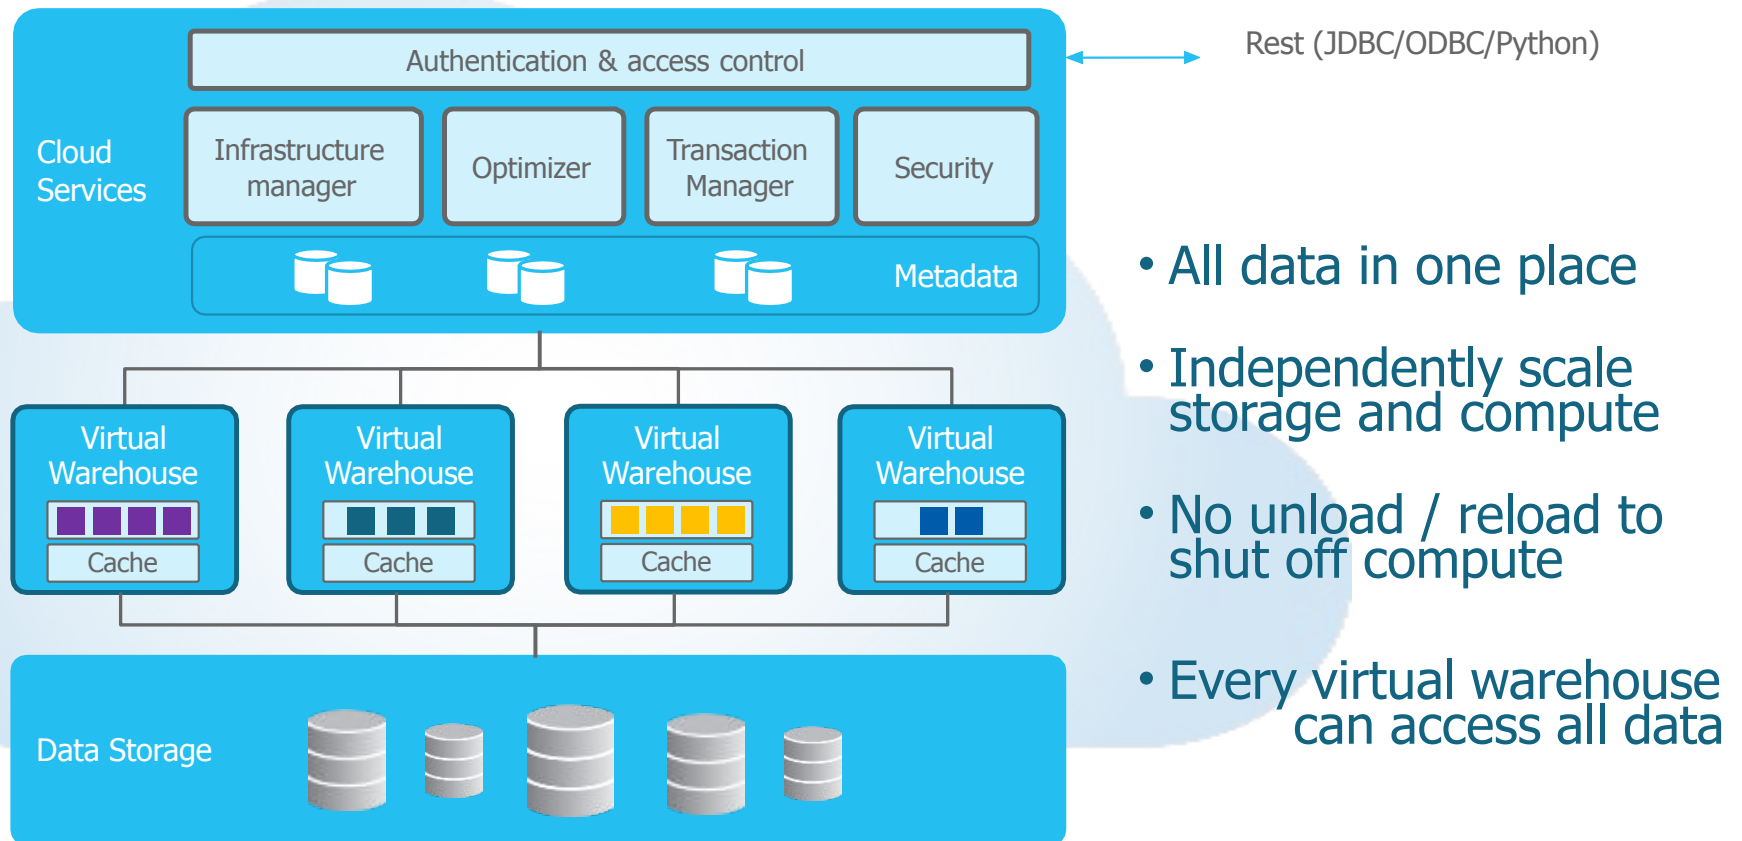 Authentication & access control
Rest (JDBC/ODBC/Python)
Cloud
Services
Infrastructure
manager
Optimizer
Transaction
Manager
Security
Metadata
Virtual
Warehouse
Cache
Virtual
Warehouse
Cache
Virtual
Warehouse
Cache
Virtual
Warehouse
Cache
Data Storage
• All data in one place
• Independently scale
storage and compute
• No unload / reload to
shut off compute
• Every virtual warehouse
can access all data